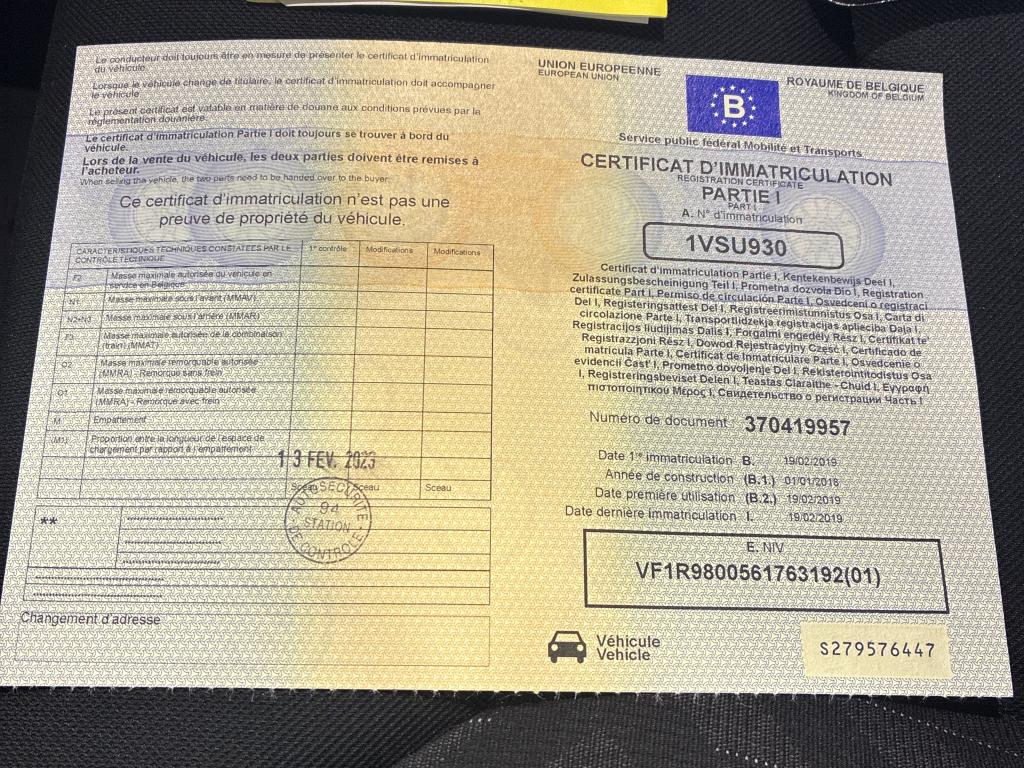 Le conducteur doit toujours être en mesure de présenter le certificat d'immatriculation
du véhicule.
Lorsque le véhicule change de titulaire, le certificat d'immatriculation doit accompagner
le véhicule.
Le présent certificat est valable en matière de douane aux conditions prévues par la
réglementation douanière.
Le certificat d'immatriculation Partie I doit toujours se trouver à bord du
véhicule.
Lors de la vente du véhicule, les deux parties doivent être remises à
l'acheteur.
When selling the vehicle, the two parts need to be handed over to the buyer.
Ce certificat d'immatriculation n'est pas une
preuve de propriété du véhicule.
CARACTERISTIQUES TECHNIQUES CONSTATEES PAR LE
CONTRÔLE TECHNIQUE
1er contrôle
Modifications
Modifications
F2 Masse maximale autorisée du véhicule en
service en Belgique
N1 Masse maximale sous l'avant (MMAV)
N2+N3 Masse maximale sous l'arrière (MMAR)
F3 Masse maximale autorisée de la combinaison
(train) (MMAT)
O2 Masse maximale remorquable autorisée
(MMRA) - Remorque sans frein
O1 Masse maximale remorquable autorisée
(MMRA) - Remorque avec frein
M Empattement
(M1) Proportion entre la longueur de l'espace de
chargement par rapport à l'empattement
1 3 FEV. 2023
Sceau Sceau Sceau
AUTOSECURITE
94
STATION
DE CONTROLE
**
Changement d'adresse
UNION EUROPEENNE
EUROPEAN UNION
B
ROYAUME DE BELGIQUE
KINGDOM OF BELGIUM
Service public fédéral Mobilité et Transports
CERTIFICAT D'IMMATRICULATION
REGISTRATION CERTIFICATE
PARTIE I
PART I
A. N° d'immatriculation
1VSU930
Certificat d'immatriculation Partie I, Kentekenbewijs Deel I,
Zulassungsbescheinigung Teil I, Prometna dozvola Dio I, Registration
certificate Part I, Permiso de circulación Parte I, Osvedceni o registraci
Del I, Registeringsattest Del I, Registreerimistunnistus Osa I, Carta di
circolazione Parte I, Transportlidzekja registracijas aplieciba Daja I,
Registracijos liudijimas Dalis I, Forgalmi engedély Rész I, Certifikat te'
Registrazzjoni Rész I, Dowod Rejestracyjny Część I, Certificado de
matricula Parte I, Certificat de Inmatriculare Parte I, Osvedcenie o
evidencii Časť I, Prometno dovoljenje Del I, Rekisterointitodistus Osa
I, Registreringsbeviset Delen I, Teastas Claraithe - Chuid I, Εγγραφή
πιστοποιητικού Μέρος I, Свидетельство о регистрации Часть I
Numéro de document : 370419957
Date 1re immatriculation B. 19/02/2019
Année de construction (B.1.) 01/01/2018
Date première utilisation (B.2.) 19/02/2019
Date dernière immatriculation I. 19/02/2019
E. NIV
VF1R9800561763192(01)
Véhicule
Vehicle
S279576447